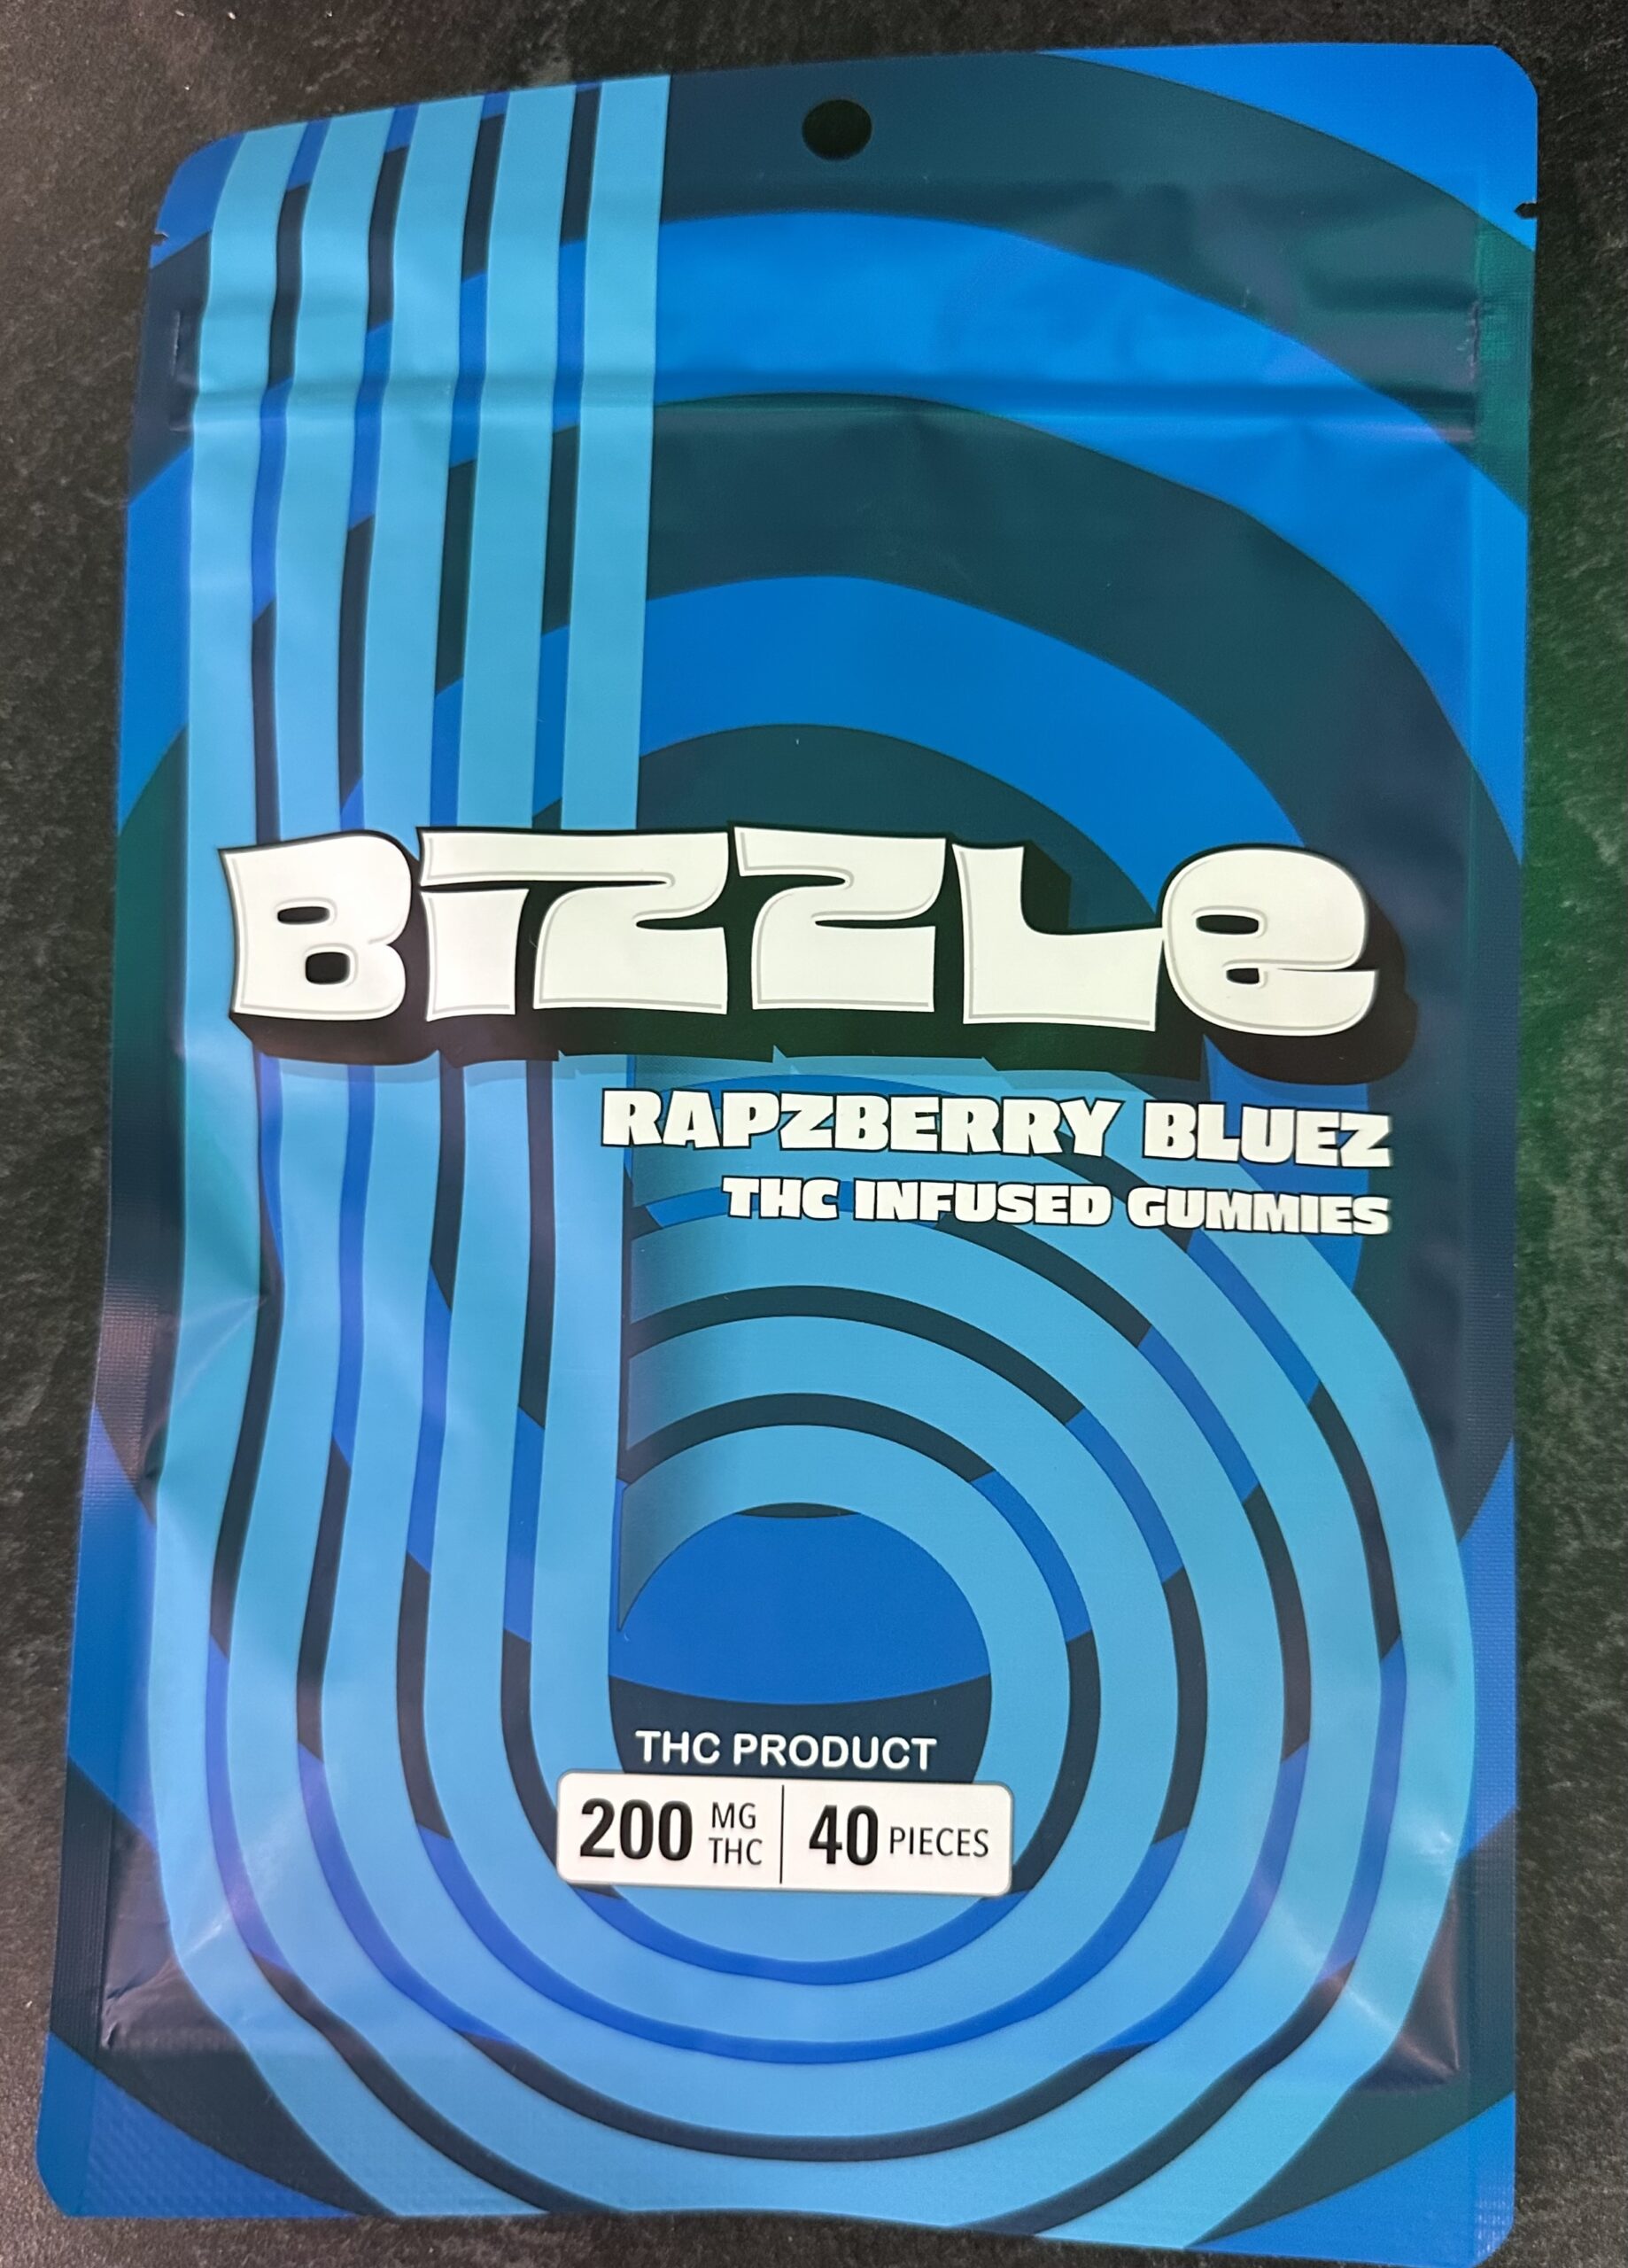 Bizzle
RAPZBERRY BLUEZ
THC INFUSED GUMMIES
THC PRODUCT
200 MG THC | 40 PIECES